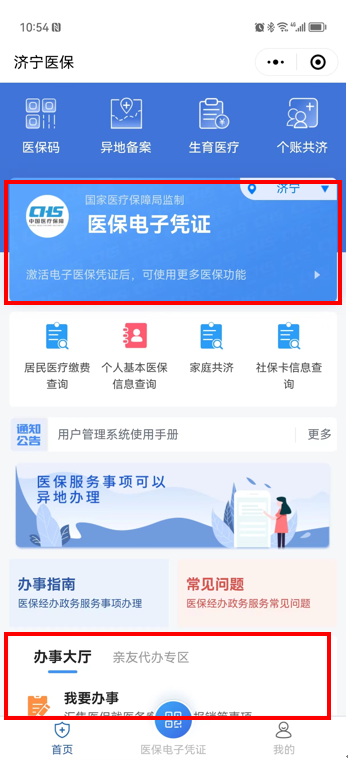 10:54
济宁医保
医保码
异地备案
生育医疗
个账共济
国家医疗保障局监制
济宁
CHS
中国医疗保障
医保电子凭证
激活电子医保凭证后，可使用更多医保功能
居民医疗缴费查询
个人基本医保信息查询
家庭共济
社保卡信息查询
通知公告
用户管理系统使用手册
更多
医保服务事项可以
异地办理
办事指南
医保经办政务服务事项办理
常见问题
医保经办政务服务常见问题
办事大厅
亲友代办专区
我要办事
首页
医保电子凭证
我的